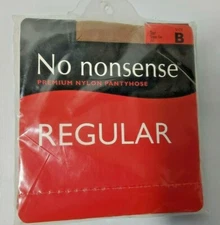 B
No nonsense
PREMIUM NYLON PANTYHOSE
REGULAR